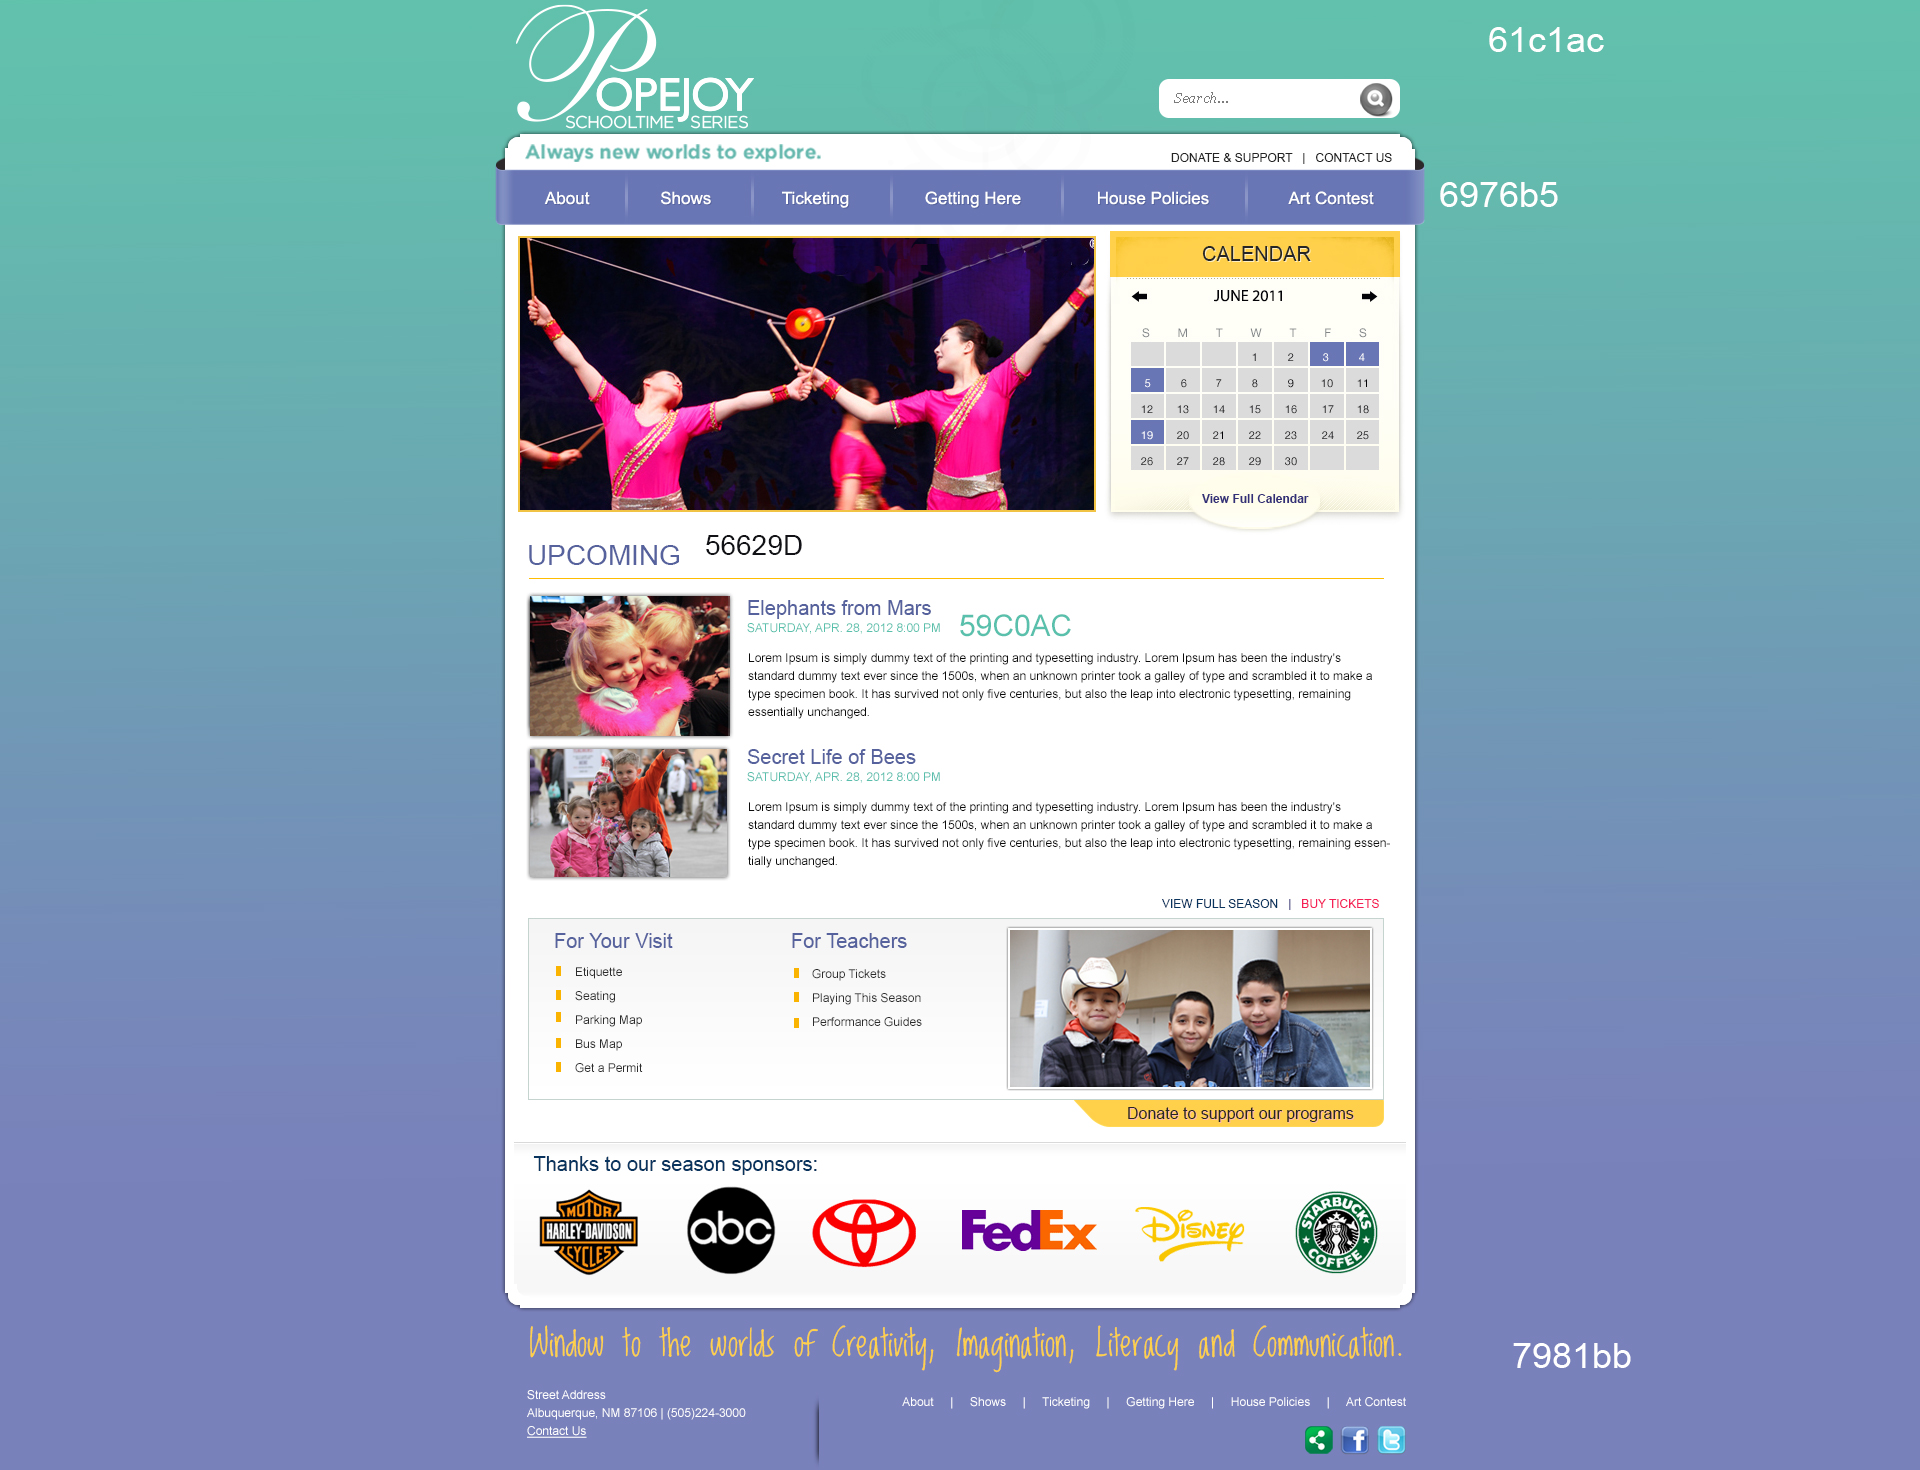 61c1ac
POPEJOY
SCHOOLTIME SERIES
Search...
Always new worlds to explore.
DONATE & SUPPORT | CONTACT US
About Shows Ticketing Getting Here House Policies Art Contest
6976b5
CALENDAR
JUNE 2011
S M T W T F S
1 2 3 4
5 6 7 8 9 10 11
12 13 14 15 16 17 18
19 20 21 22 23 24 25
26 27 28 29 30
View Full Calendar
UPCOMING 56629D
Elephants from Mars
SATURDAY, APR. 28, 2012 8:00 PM 59C0AC
Lorem Ipsum is simply dummy text of the printing and typesetting industry. Lorem Ipsum has been the industry's
standard dummy text ever since the 1500s, when an unknown printer took a galley of type and scrambled it to make a
type specimen book. It has survived not only five centuries, but also the leap into electronic typesetting, remaining
essentially unchanged.
Secret Life of Bees
SATURDAY, APR. 28, 2012 8:00 PM
Lorem Ipsum is simply dummy text of the printing and typesetting industry. Lorem Ipsum has been the industry's
standard dummy text ever since the 1500s, when an unknown printer took a galley of type and scrambled it to make a
type specimen book. It has survived not only five centuries, but also the leap into electronic typesetting, remaining essen-
tially unchanged.
VIEW FULL SEASON | BUY TICKETS
For Your Visit
Etiquette
Seating
Parking Map
Bus Map
Get a Permit
For Teachers
Group Tickets
Playing This Season
Performance Guides
Donate to support our programs
Thanks to our season sponsors:
MOTOR
HARLEY-DAVIDSON
CYCLES
abc
FedEx
Disney
STARBUCKS
COFFEE
Window to the worlds of Creativity, Imagination, Literacy and Communication.
7981bb
Street Address
Albuquerque, NM 87106 | (505)224-3000
Contact Us
About | Shows | Ticketing | Getting Here | House Policies | Art Contest